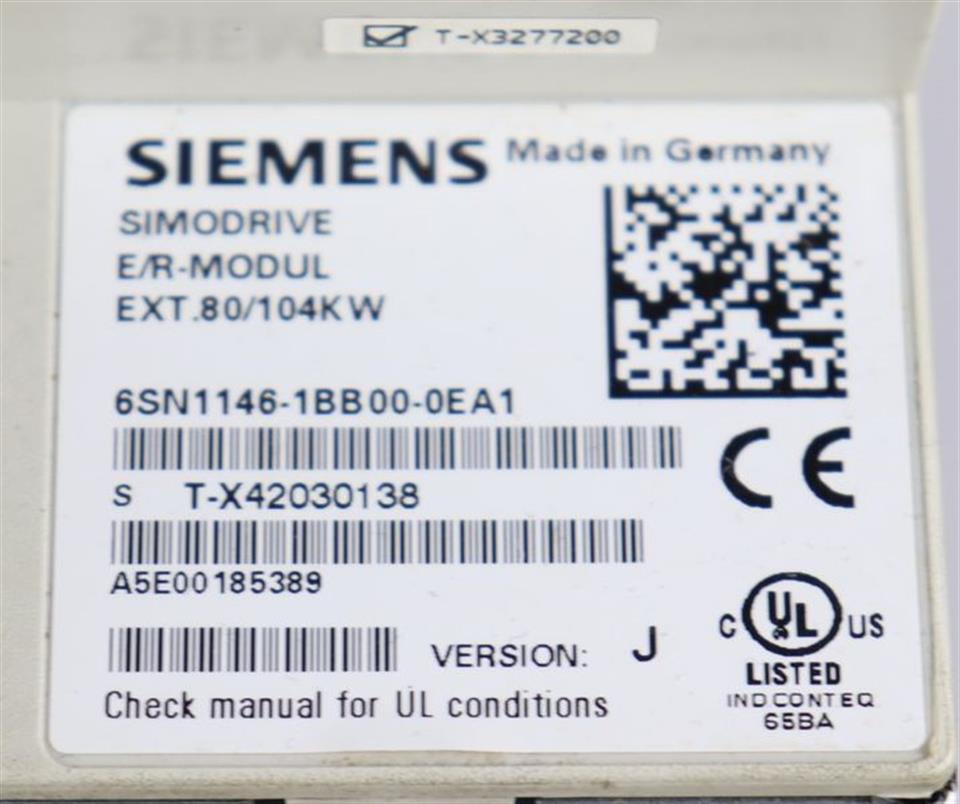 T-X3277200
SIEMENS Made in Germany
SIMODRIVE
E/R-MODUL
EXT.80/104KW
6SN1146-1BB00-0EA1
CE
S T-X42030138
A5E00185389
C UL US
VERSION: J
LISTED
Check manual for UL conditions
IND CONT EQ
65BA